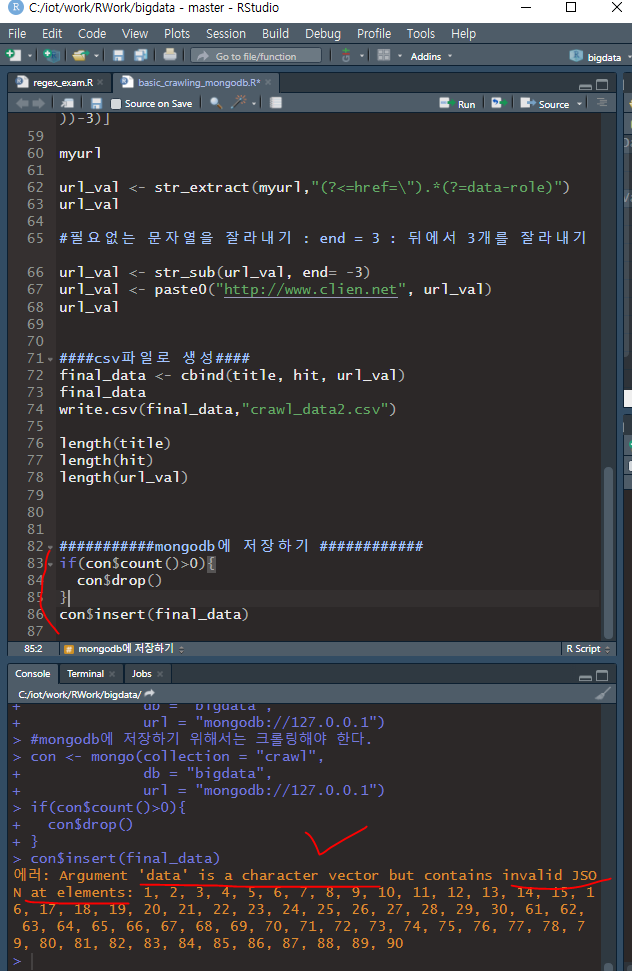 C:/iot/work/RWork/bigdata - master - RStudio
File Edit Code View Plots Session Build Debug Profile Tools Help
Go to file/function
Addins
bigdata
regex_exam.R
basic_crawling_mongodb.R*
Source on Save
Run
Source
))-3)]
59
60 myurl
61
62 url_val <- str_extract(myurl,"(?<=href=\").*(?=data-role)")
63 url_val
64
65 #필요없는 문자열을 잘라내기 : end = 3 : 뒤에서 3개를 잘라내기
66 url_val <- str_sub(url_val, end= -3)
67 url_val <- paste0("http://www.clien.net", url_val)
68 url_val
69
70
71 ####csv파일로 생성####
72 final_data <- cbind(title, hit, url_val)
73 final_data
74 write.csv(final_data,"crawl_data2.csv")
75
76 length(title)
77 length(hit)
78 length(url_val)
79
80
81
82 ###########mongodb에 저장하기 ############
83 if(con$count()>0){
84 con$drop()
85 }
86 con$insert(final_data)
87
85:2 mongodb에 저장하기 R Script
Console Terminal Jobs
C:/iot/work/RWork/bigdata/
+ db = "bigdata",
+ url = "mongodb://127.0.0.1")
> #mongodb에 저장하기 위해서는 크롤링해야 한다.
> con <- mongo(collection = "crawl",
+ db = "bigdata",
+ url = "mongodb://127.0.0.1")
> if(con$count()>0){
+ con$drop()
+ }
> con$insert(final_data)
에러: Argument 'data' is a character vector but contains invalid JSO
N at elements: 1, 2, 3, 4, 5, 6, 7, 8, 9, 10, 11, 12, 13, 14, 15, 1
6, 17, 18, 19, 20, 21, 22, 23, 24, 25, 26, 27, 28, 29, 30, 61, 62,
63, 64, 65, 66, 67, 68, 69, 70, 71, 72, 73, 74, 75, 76, 77, 78, 7
9, 80, 81, 82, 83, 84, 85, 86, 87, 88, 89, 90
>